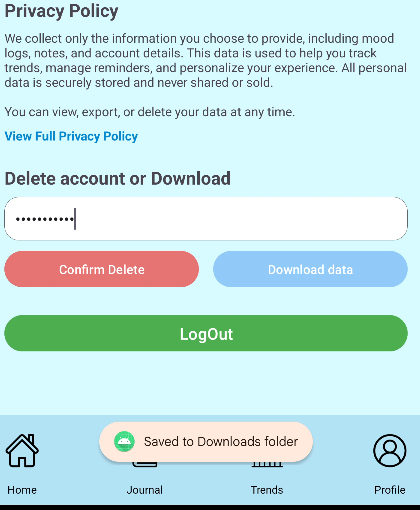 Privacy Policy
We collect only the information you choose to provide, including mood
logs, notes, and account details. This data is used to help you track
trends, manage reminders, and personalize your experience. All personal
data is securely stored and never shared or sold.
You can view, export, or delete your data at any time.
View Full Privacy Policy
Delete account or Download
•••••••••••
Confirm Delete
Download data
LogOut
Saved to Downloads folder
Home
Journal
Trends
Profile